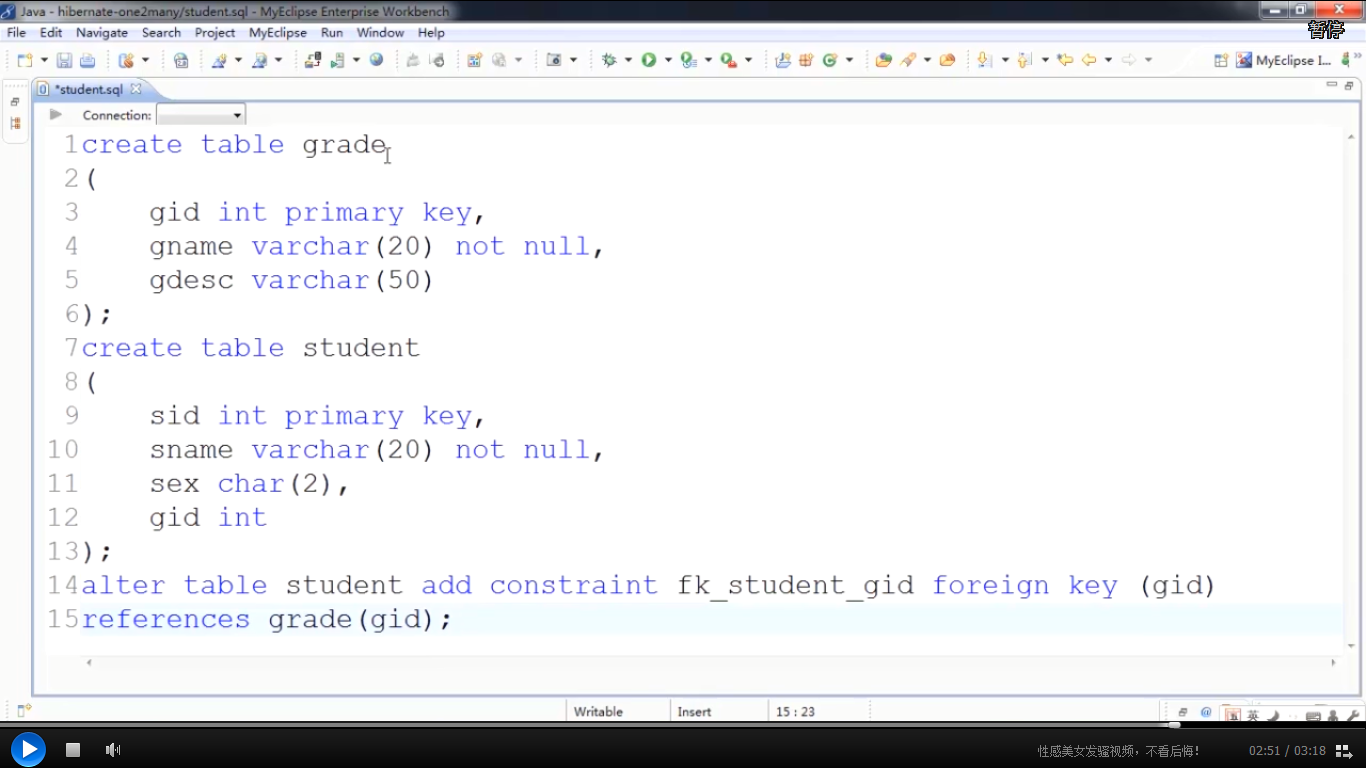 Java - hibernate-one2many/student.sql - MyEclipse Enterprise Workbench
暂停
File Edit Navigate Search Project MyEclipse Run Window Help
MyEclipse I...
*student.sql
Connection:
1create table grade
2(
3 gid int primary key,
4 gname varchar(20) not null,
5 gdesc varchar(50)
6);
7create table student
8(
9 sid int primary key,
10 sname varchar(20) not null,
11 sex char(2),
12 gid int
13);
14alter table student add constraint fk_student_gid foreign key (gid)
15references grade(gid);
Writable Insert 15 : 23
英
性感美女发骚视频，不看后悔！ 02:51 / 03:18